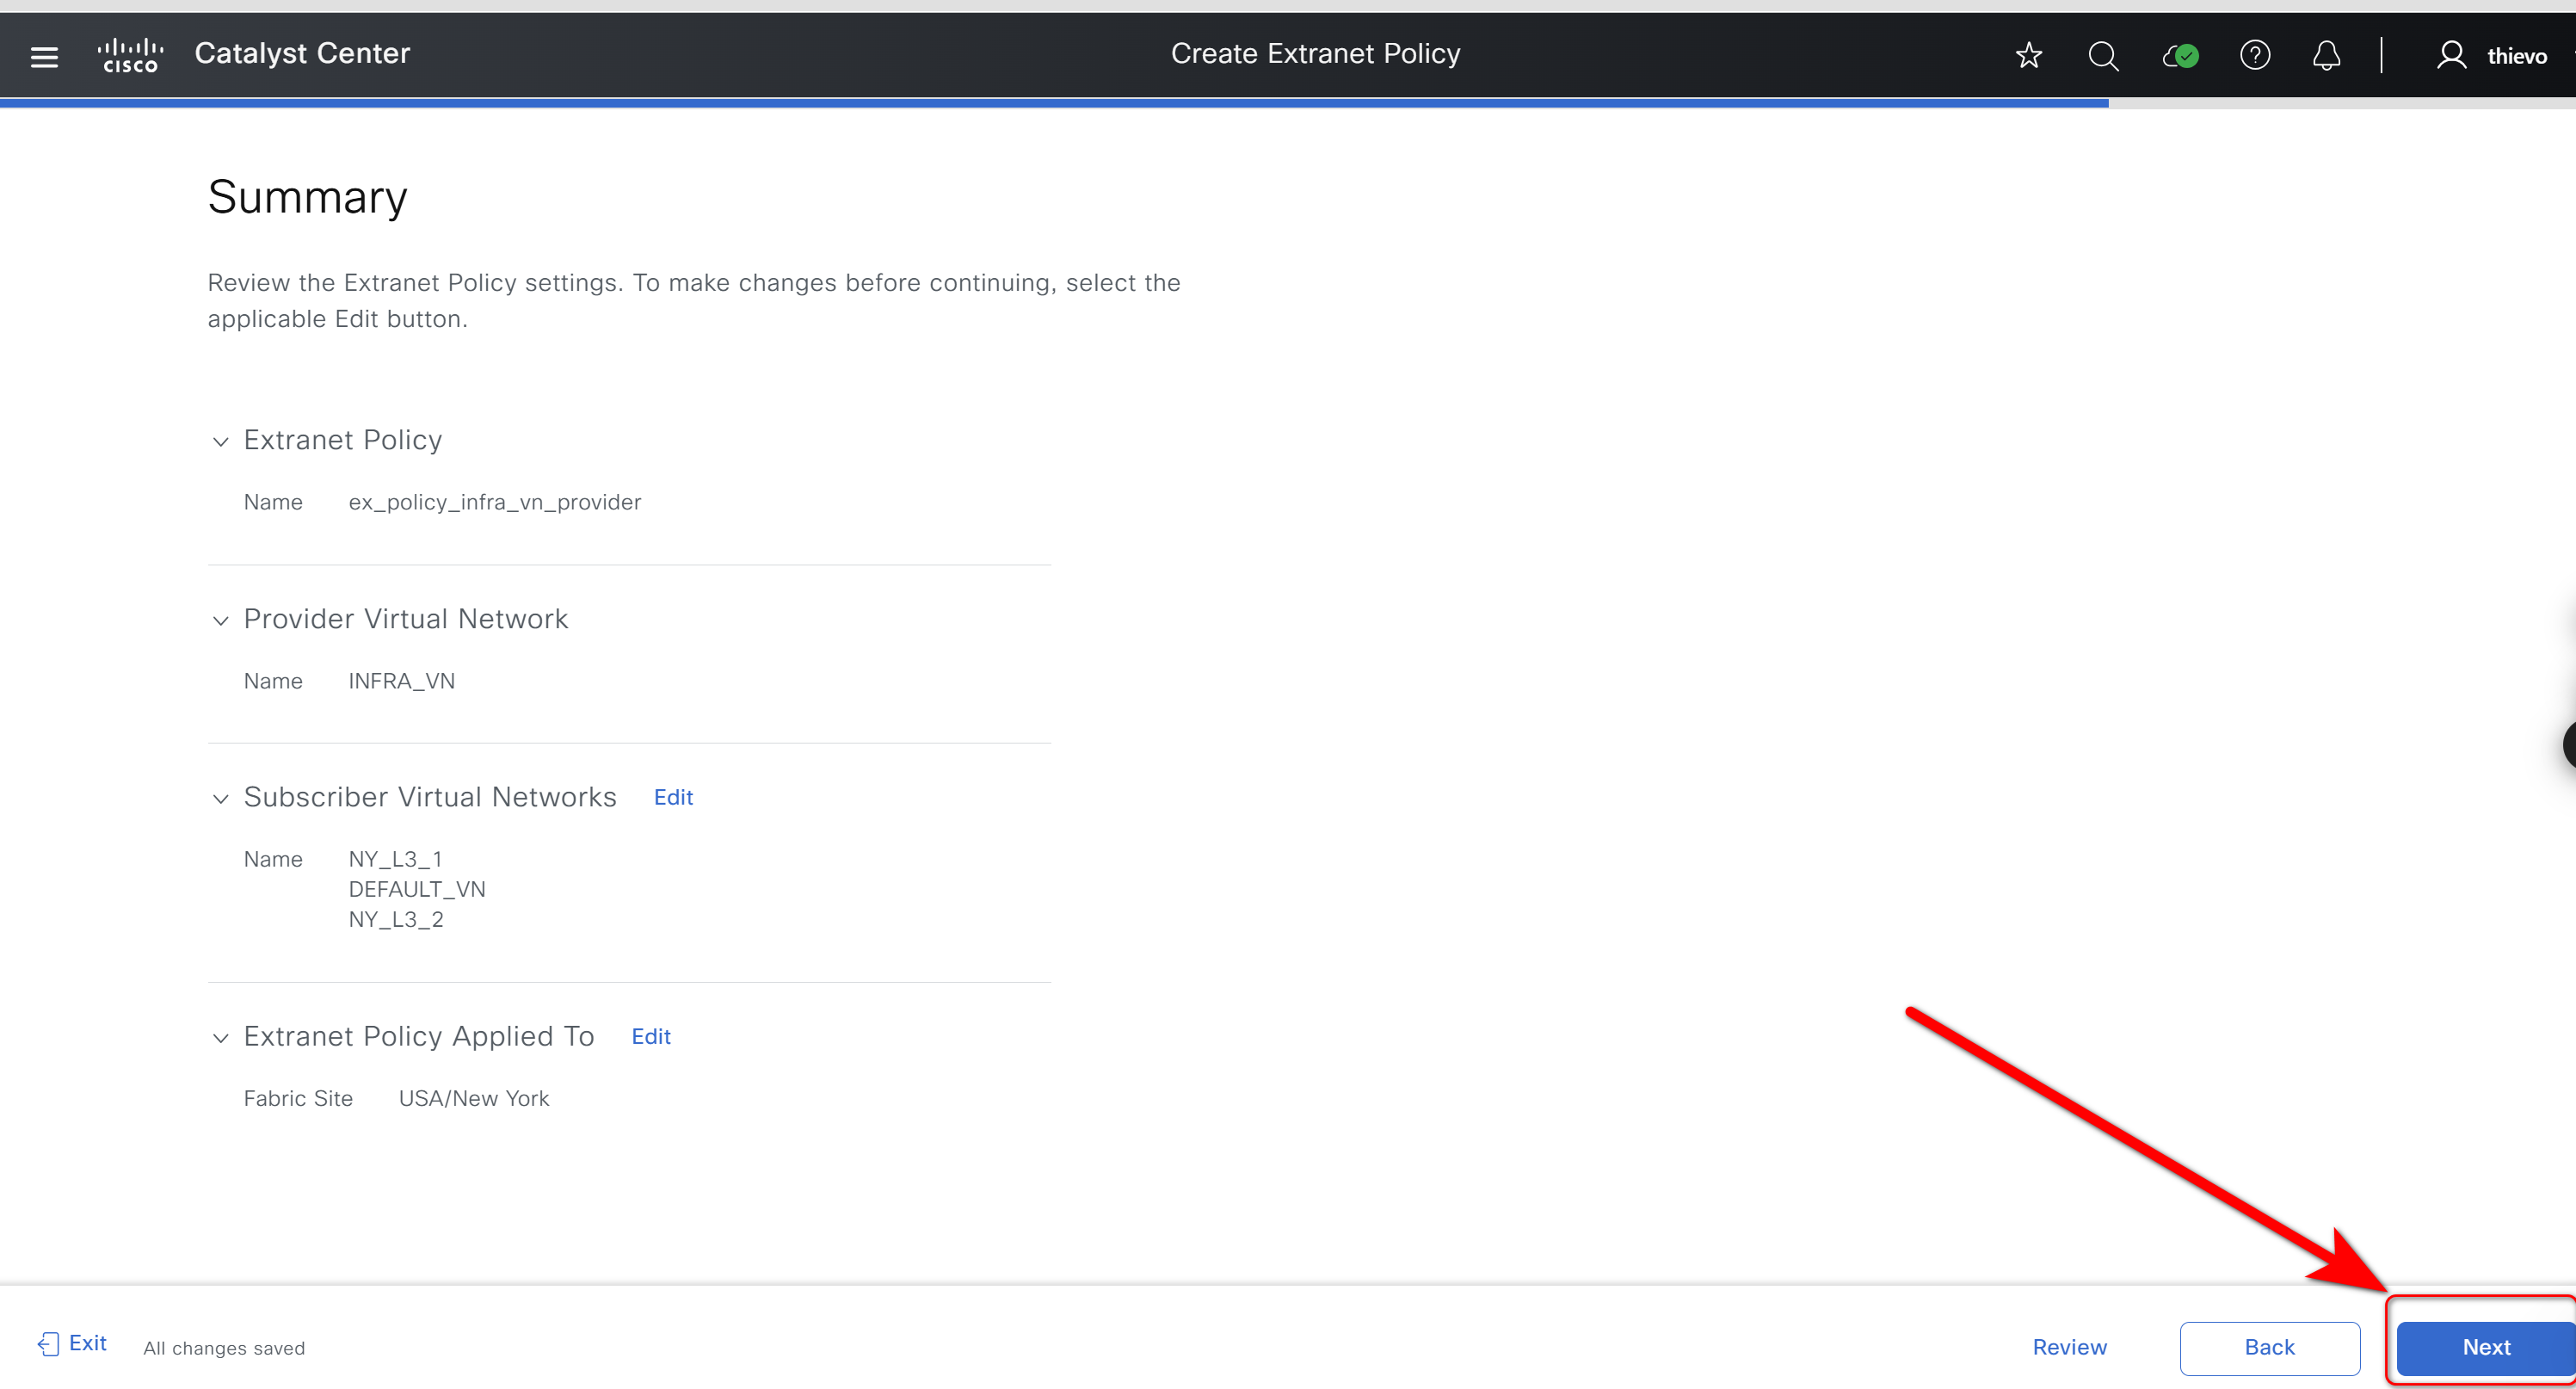 cisco Catalyst Center Create Extranet Policy thievo
Summary
Review the Extranet Policy settings. To make changes before continuing, select the
applicable Edit button.
Extranet Policy
Name ex_policy_infra_vn_provider
Provider Virtual Network
Name INFRA_VN
Subscriber Virtual Networks Edit
Name NY_L3_1
DEFAULT_VN
NY_L3_2
Extranet Policy Applied To Edit
Fabric Site USA/New York
Exit All changes saved Review Back Next